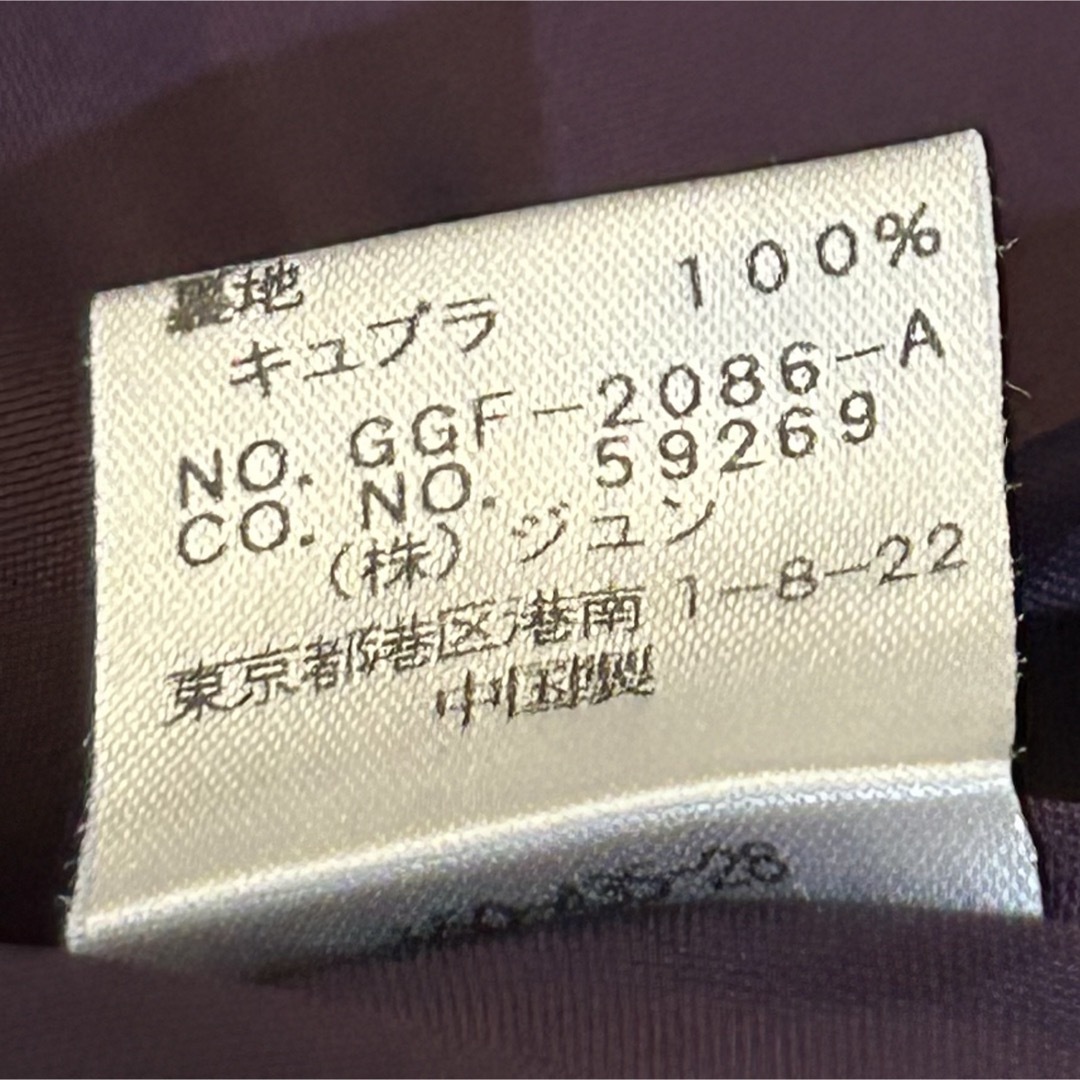 裏地
キュプラ 100%
NO. GGF-2086-A
CO. NO. 59269
(株)ジュン
東京都港区港南1-8-22
中国製